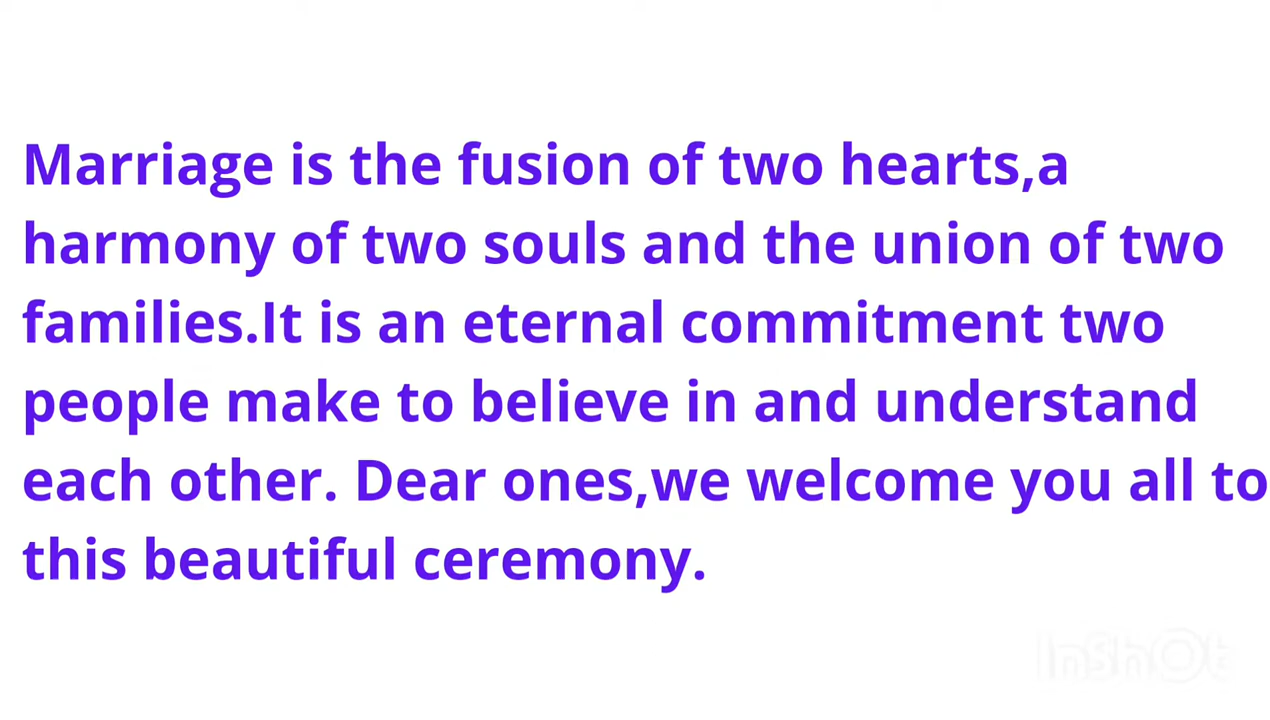 Marriage is the fusion of two hearts,a
harmony of two souls and the union of two
families.It is an eternal commitment two
people make to believe in and understand
each other. Dear ones,we welcome you all to
this beautiful ceremony.
InShOt